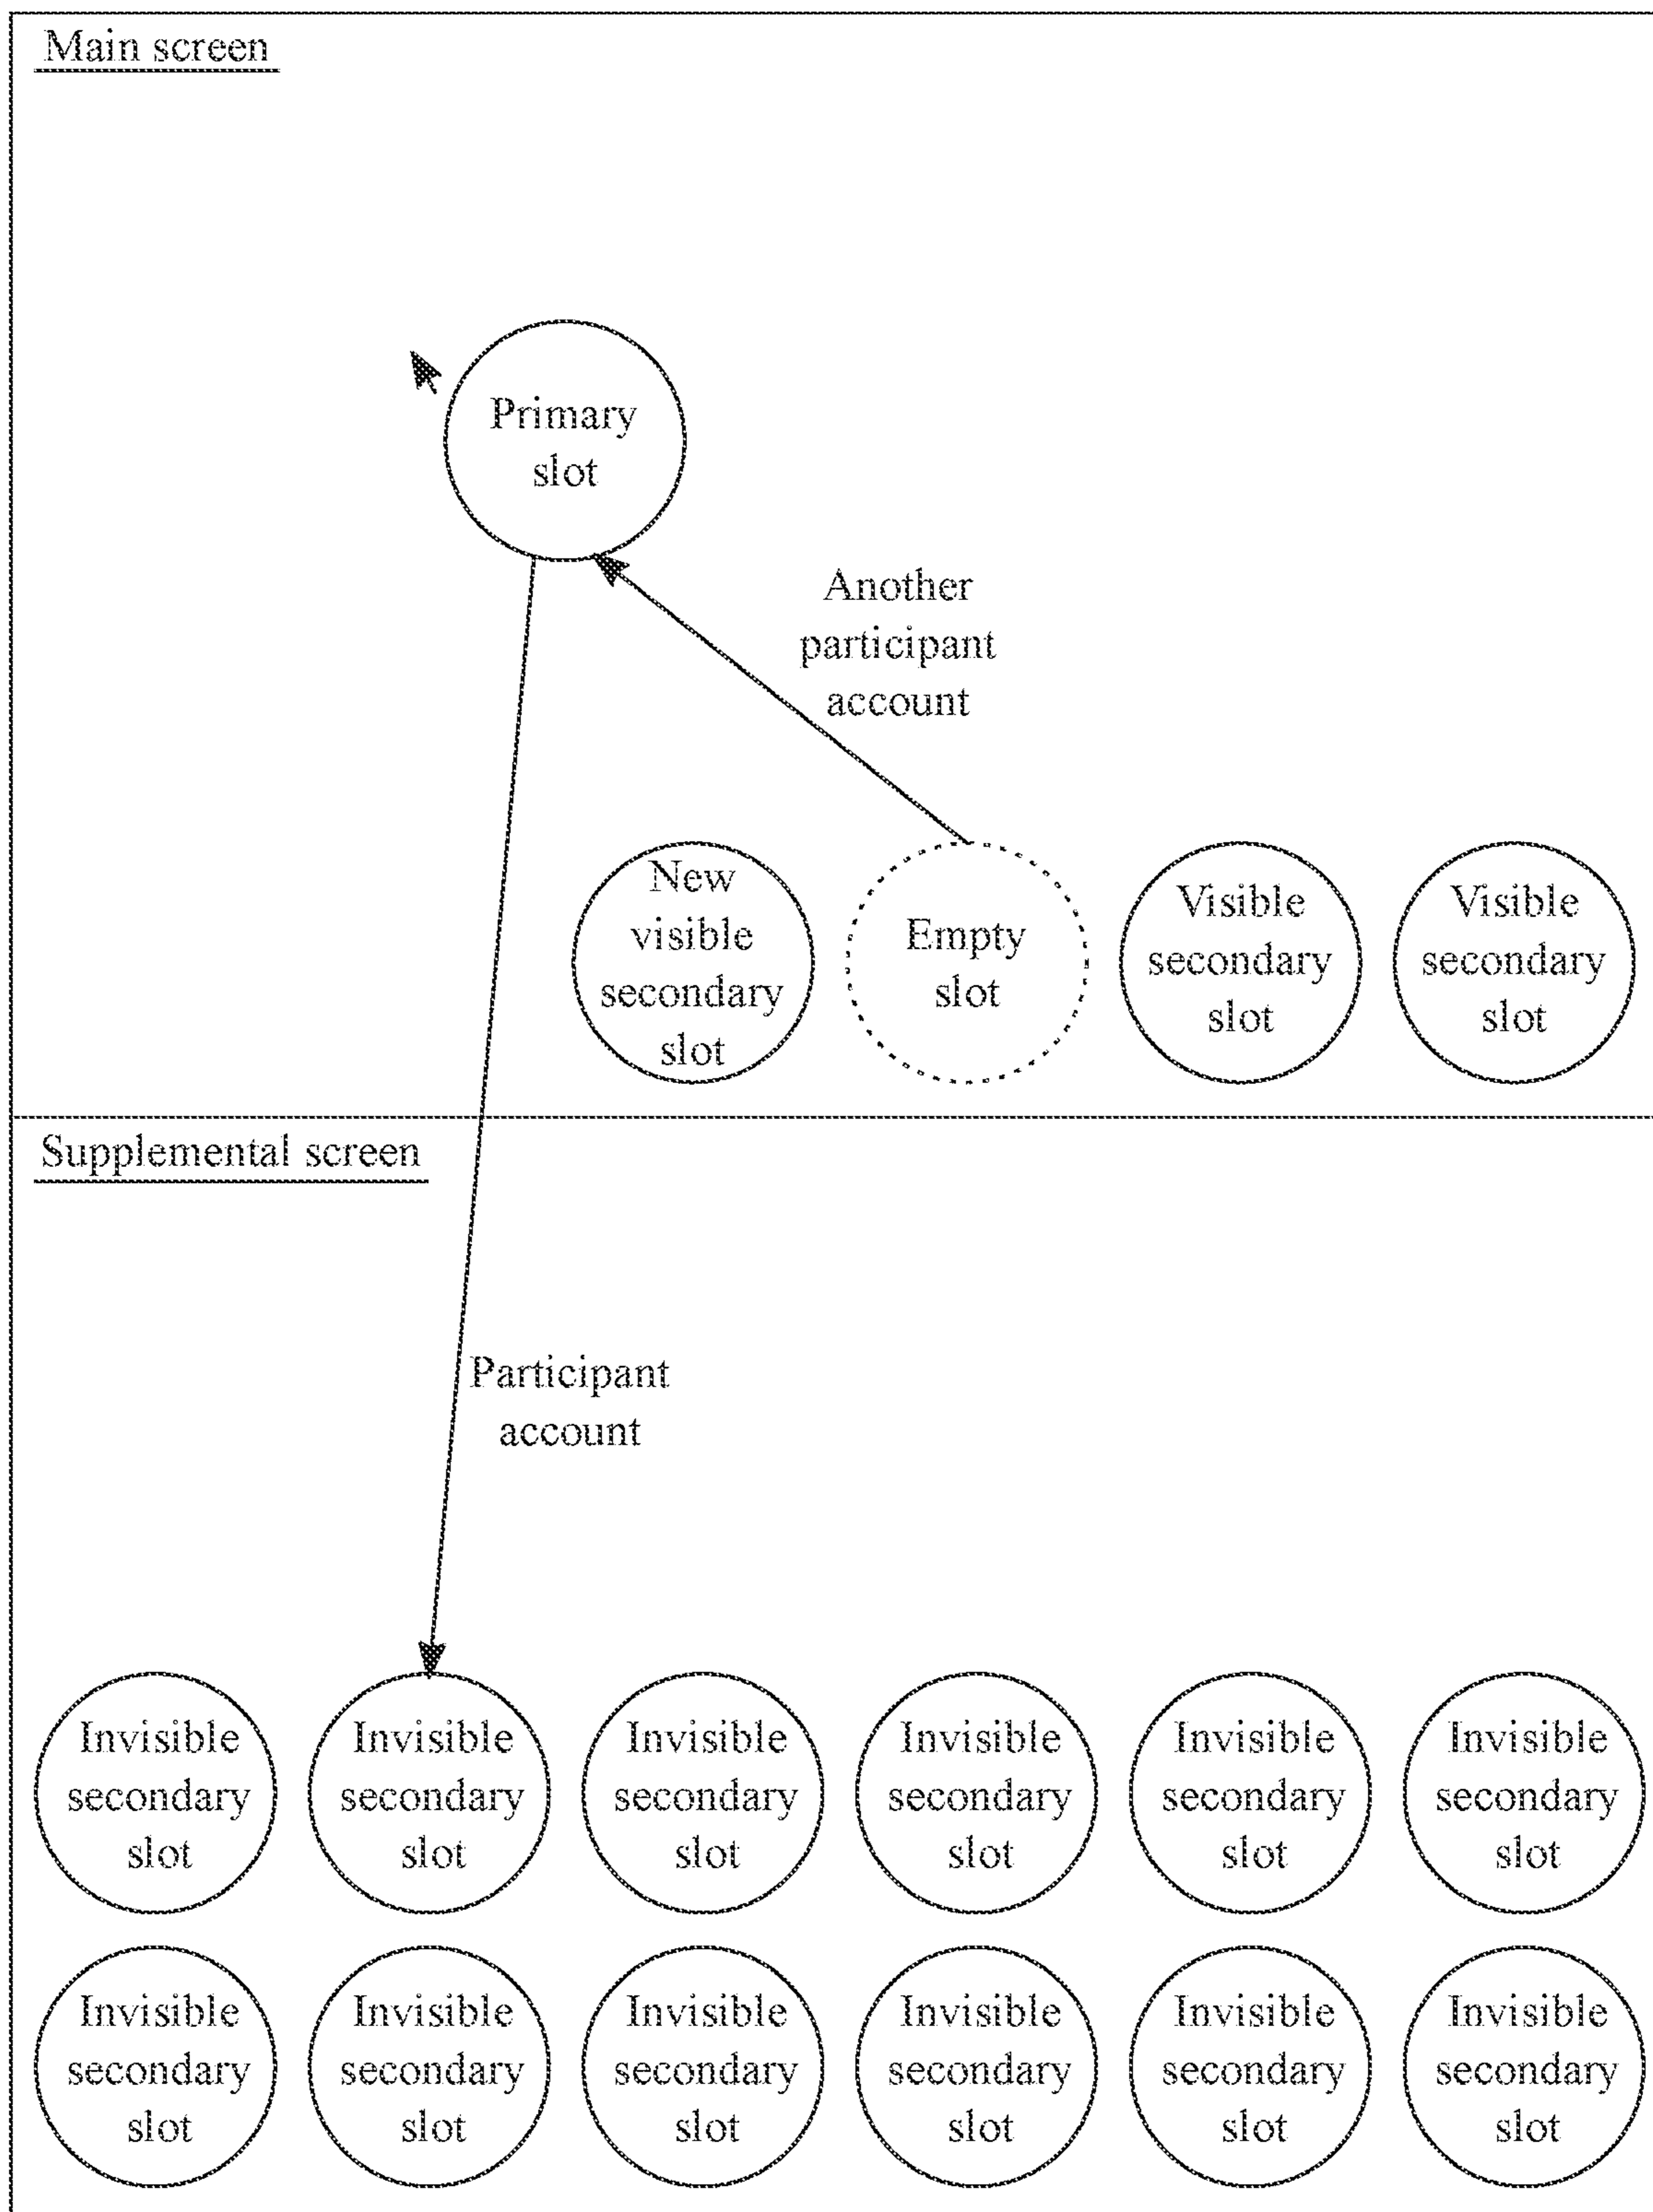 Main screen
Primary
slot
Another
participant
account
New
visible
secondary
slot
Empty
slot
Visible
secondary
slot
Visible
secondary
slot
Supplemental screen
Participant
account
Invisible
secondary
slot
Invisible
secondary
slot
Invisible
secondary
slot
Invisible
secondary
slot
Invisible
secondary
slot
Invisible
secondary
slot
Invisible
secondary
slot
Invisible
secondary
slot
Invisible
secondary
slot
Invisible
secondary
slot
Invisible
secondary
slot
Invisible
secondary
slot